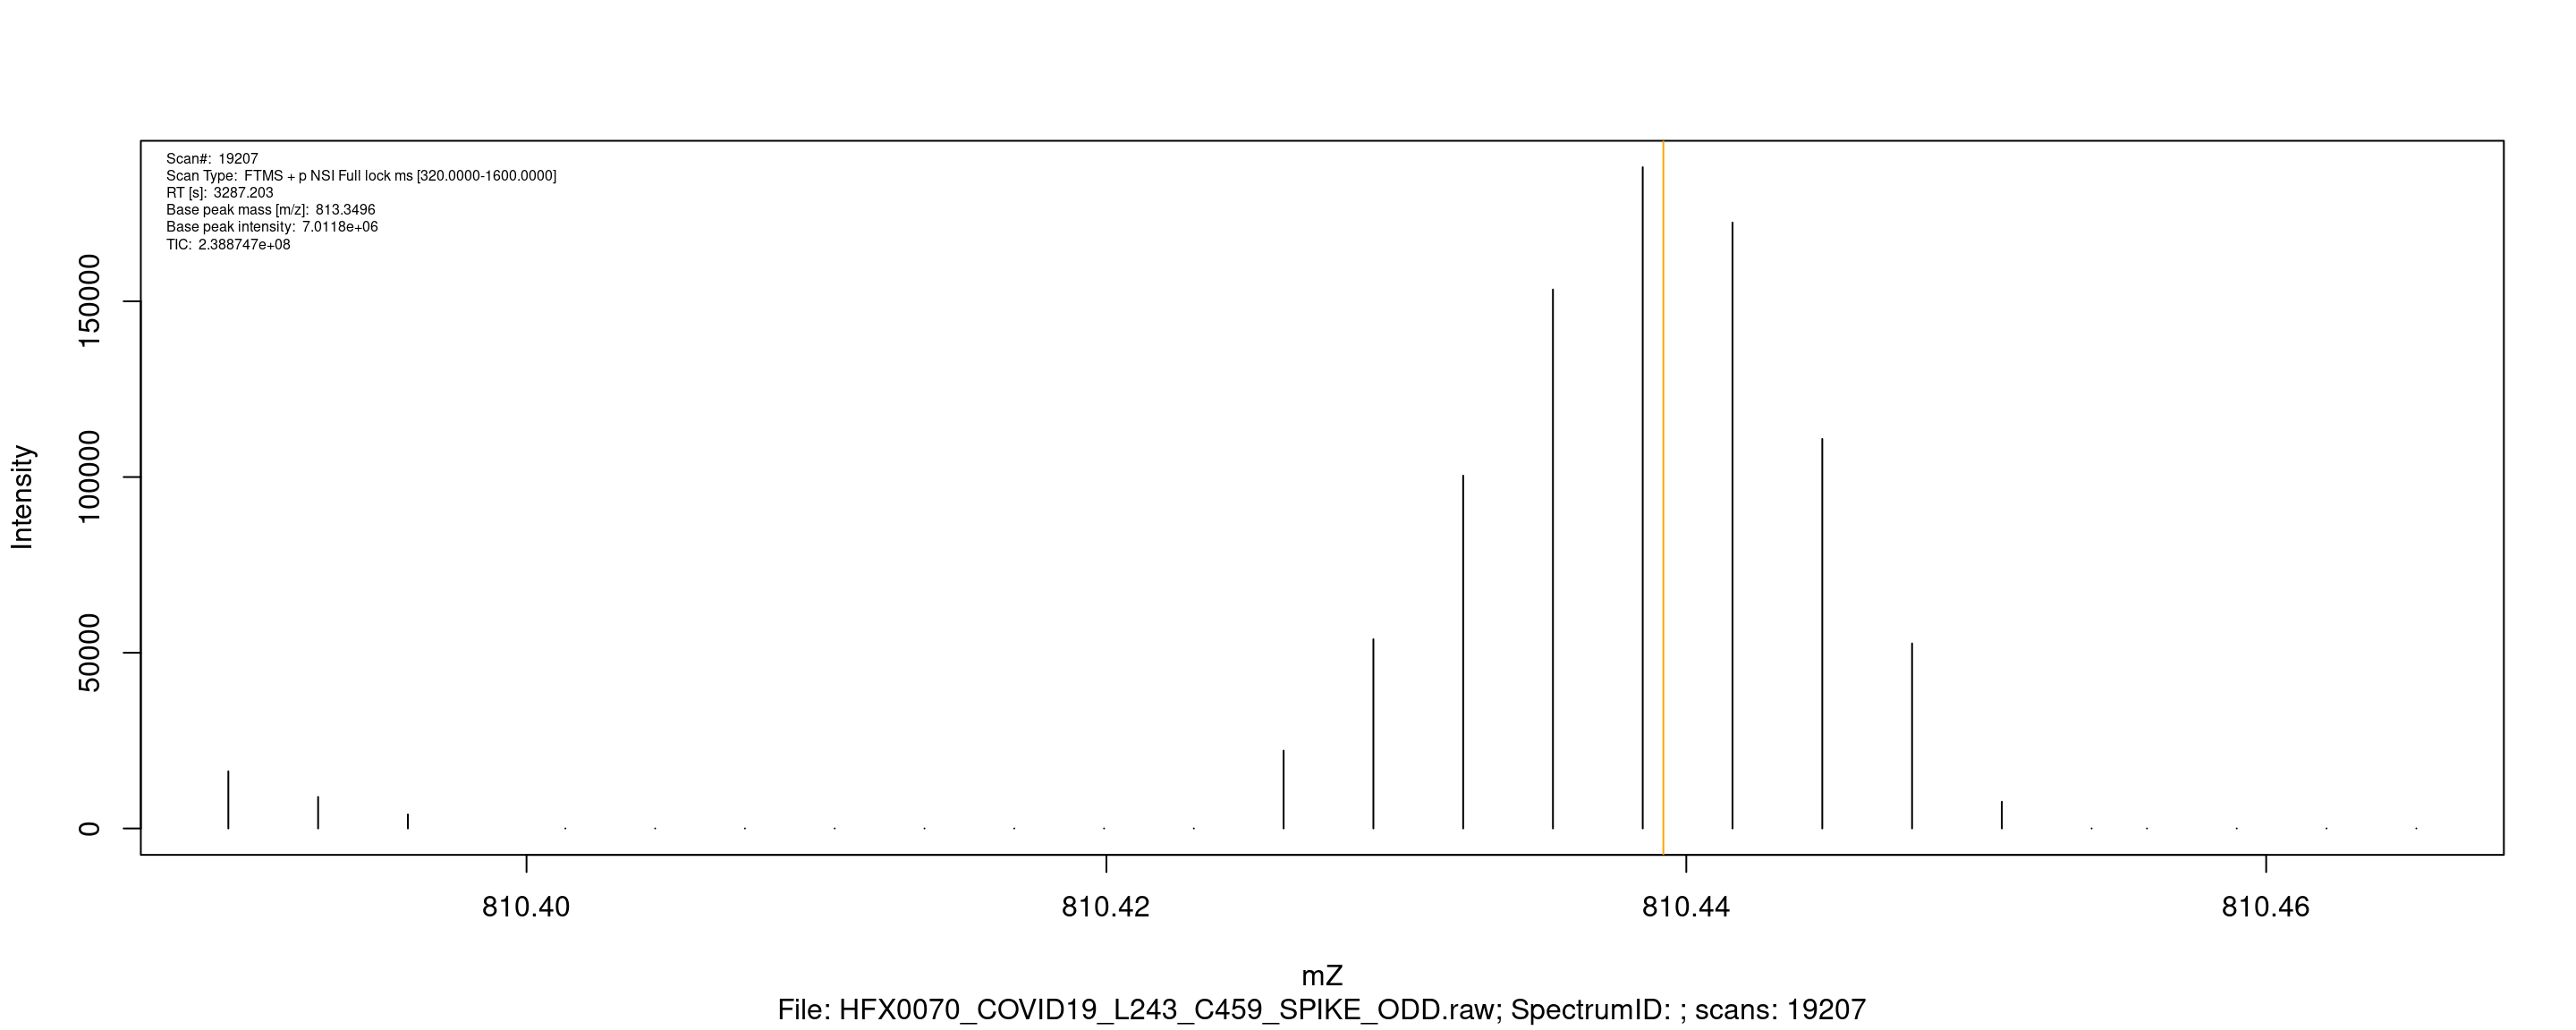 Scan#: 19207
Scan Type: FTMS + p NSI Full lock ms [320.0000-1600.0000]
RT [s]: 3287.203
Base peak mass [m/z]: 813.3496
Base peak intensity: 7.0118e+06
TIC: 2.388747e+08
Intensity
150000
100000
50000
0
810.40 810.42 810.44 810.46
mZ
File: HFX0070_COVID19_L243_C459_SPIKE_ODD.raw; SpectrumID: ; scans: 19207